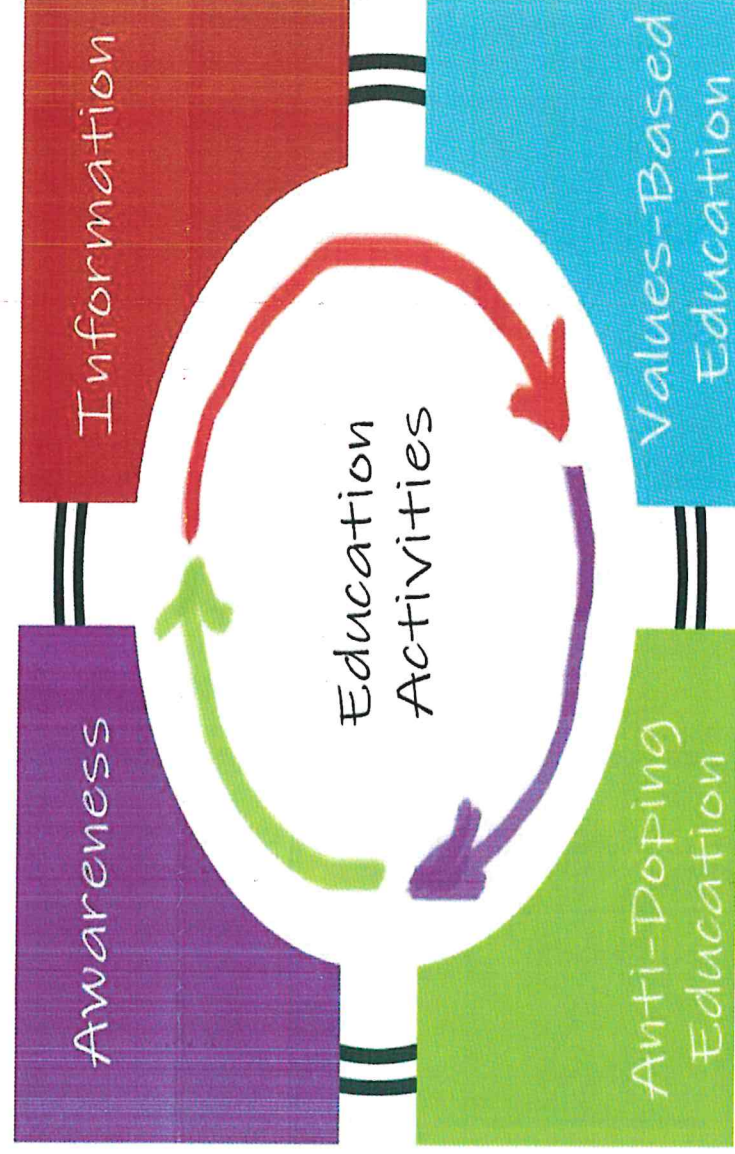 Awareness
Information
Education
Activities
Anti-Doping
Education
Values-Based
Education